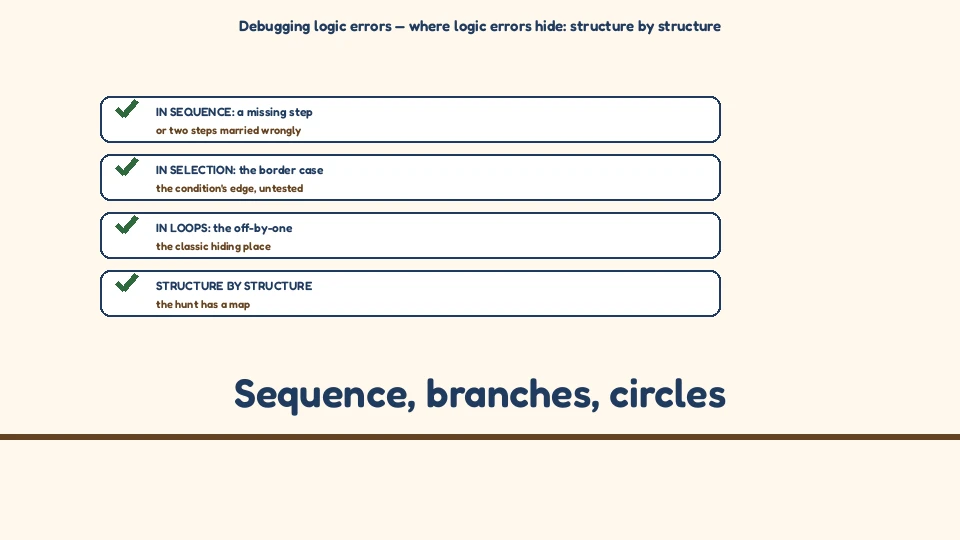 Debugging logic errors — where logic errors hide: structure by structure
IN SEQUENCE: a missing step
or two steps married wrongly
IN SELECTION: the border case
the condition's edge, untested
IN LOOPS: the off-by-one
the classic hiding place
STRUCTURE BY STRUCTURE
the hunt has a map
Sequence, branches, circles